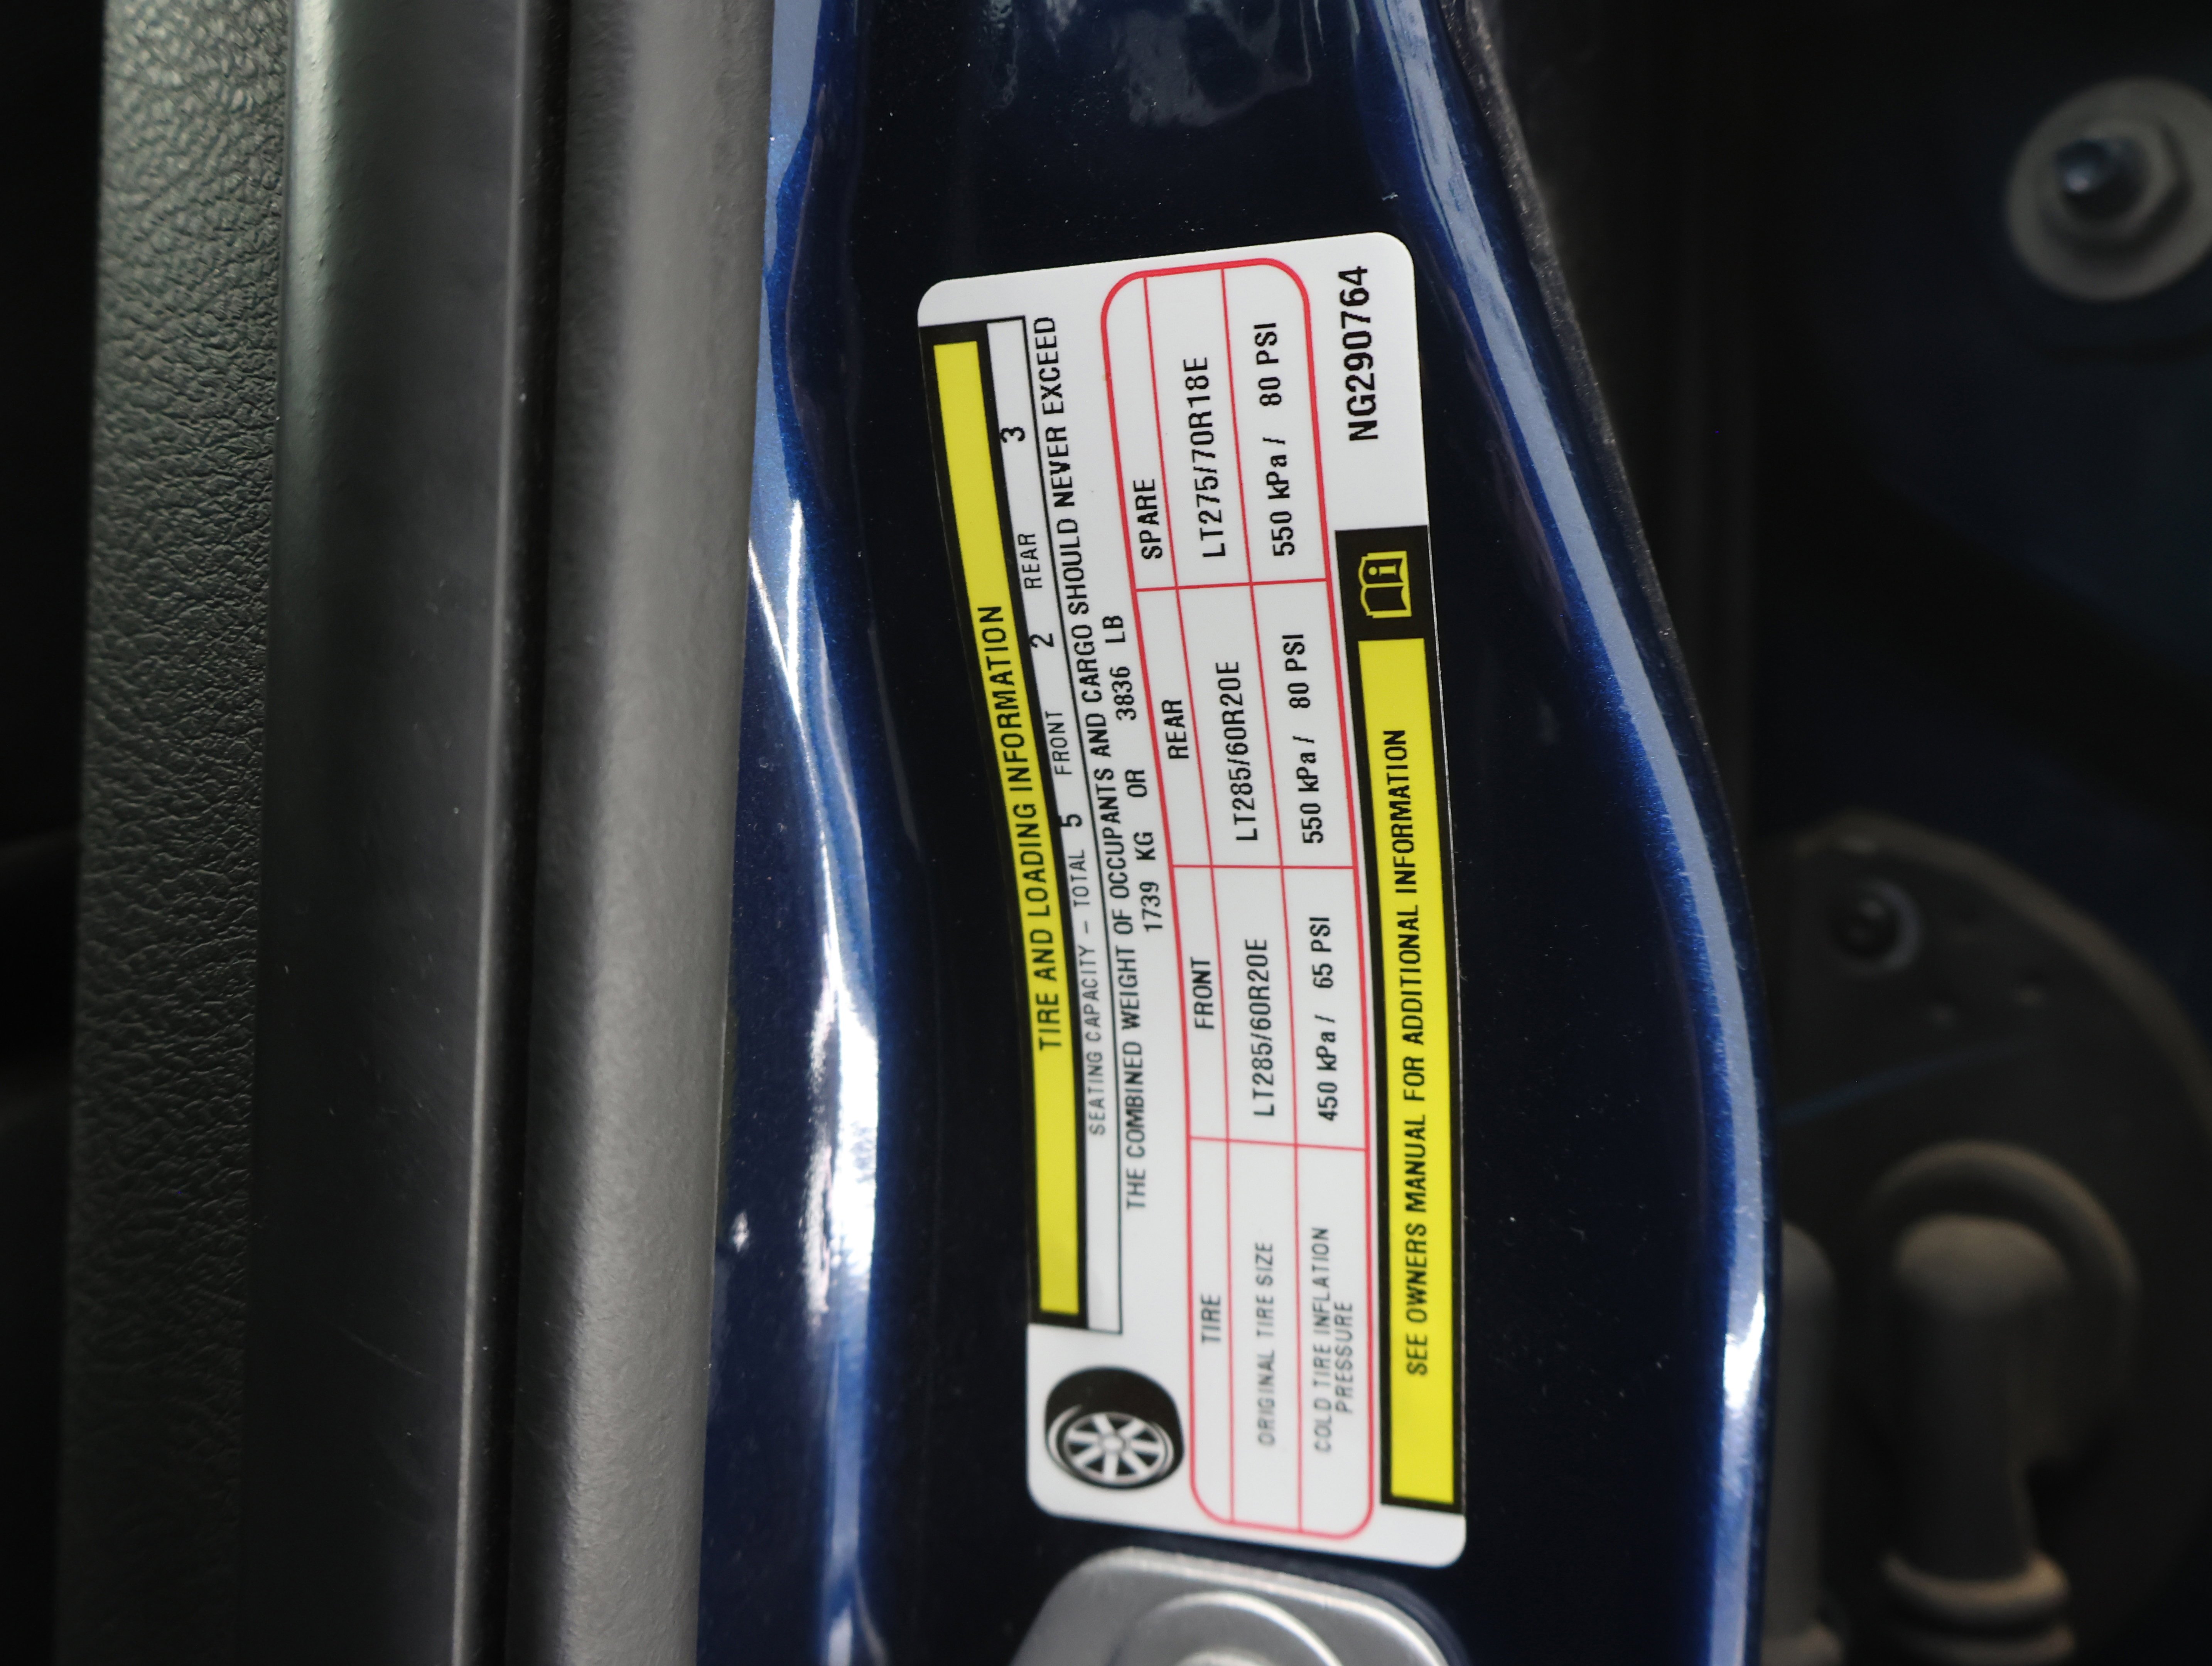 TIRE AND LOADING INFORMATION
SEATING CAPACITY – TOTAL 5 FRONT 2 REAR 3
THE COMBINED WEIGHT OF OCCUPANTS AND CARGO SHOULD NEVER EXCEED
1739 KG OR 3836 LB
TIRE FRONT REAR SPARE
ORIGINAL TIRE SIZE LT285/60R20E LT285/60R20E LT275/70R18E
COLD TIRE INFLATION PRESSURE 450 kPa / 65 PSI 550 kPa / 80 PSI 550 kPa / 80 PSI
SEE OWNERS MANUAL FOR ADDITIONAL INFORMATION
NG290764